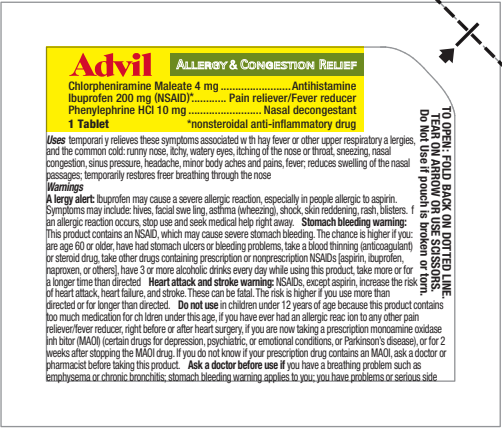 Advil ALLERGY & CONGESTION RELIEF
Chlorpheniramine Maleate 4 mg ........................Antihistamine
Ibuprofen 200 mg (NSAID)*............. Pain reliever/Fever reducer
Phenylephrine HCl 10 mg ......................... Nasal decongestant
1 Tablet *nonsteroidal anti-inflammatory drug
Uses temporari y relieves these symptoms associated w th hay fever or other upper respiratory a lergies,
and the common cold: runny nose, itchy, watery eyes, itching of the nose or throat, sneezing, nasal
congestion, sinus pressure, headache, minor body aches and pains, fever; reduces swelling of the nasal
passages; temporarily restores freer breathing through the nose
Warnings
A lergy alert: Ibuprofen may cause a severe allergic reaction, especially in people allergic to aspirin.
Symptoms may include: hives, facial swe ling, asthma (wheezing), shock, skin reddening, rash, blisters. f
an allergic reaction occurs, stop use and seek medical help right away. Stomach bleeding warning:
This product contains an NSAID, which may cause severe stomach bleeding. The chance is higher if you:
are age 60 or older, have had stomach ulcers or bleeding problems, take a blood thinning (anticoagulant)
or steroid drug, take other drugs containing prescription or nonprescription NSAIDs [aspirin, ibuprofen,
naproxen, or others], have 3 or more alcoholic drinks every day while using this product, take more or for
a longer time than directed Heart attack and stroke warning: NSAIDs, except aspirin, increase the risk
of heart attack, heart failure, and stroke. These can be fatal. The risk is higher if you use more than
directed or for longer than directed. Do not use in children under 12 years of age because this product contains
too much medication for ch ldren under this age, if you have ever had an allergic reac ion to any other pain
reliever/fever reducer, right before or after heart surgery, if you are now taking a prescription monoamine oxidase
inh bitor (MAOI) (certain drugs for depression, psychiatric, or emotional conditions, or Parkinson's disease), or for 2
weeks after stopping the MAOI drug. If you do not know if your prescription drug contains an MAOI, ask a doctor or
pharmacist before taking this product. Ask a doctor before use if you have a breathing problem such as
emphysema or chronic bronchitis; stomach bleeding warning applies to you; you have problems or serious side
TO OPEN: FOLD BACK ON DOTTED LINE.
TEAR ON ARROW OR USE SCISSORS.
Do Not Use if pouch is broken or torn.